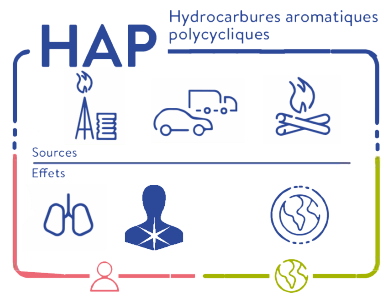 HAP
Hydrocarbures aromatiques
polycycliques
Sources
Effets